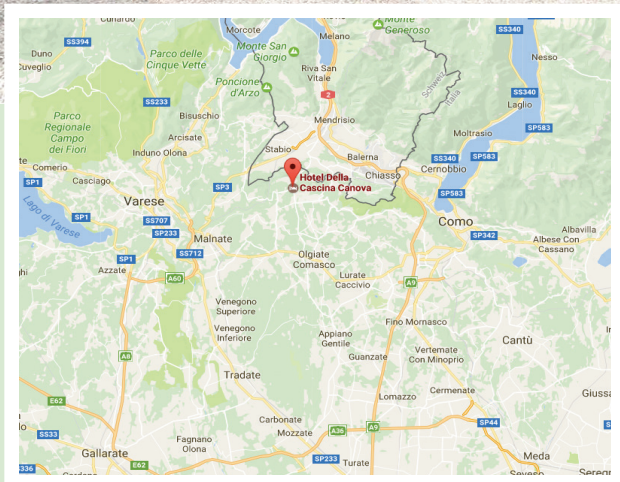 Cunardo
Morcote
Monte
Generoso
SS340
SS394
Melano
Parco delle
Cinque Vette
Monte San
Giorgio
Nesso
Duno
Cuveglio
Riva San
Vitale
Poncione
d'Arzo
SS340
SS233
2
Schweiz
Italia
Laglio
Bisuschio
Mendrisio
SP583
Parco
Regionale
Campo
dei Fiori
Arcisate
Moltrasio
Induno Olona
Stabio
Balerna
SS340
SP583
Comerio
Cernobbio
SP1
Casciago
SP3
Hotel Della
Cascina Canova
Chiasso
SP583
Lago di Varese
Varese
SP1
SS707
SP233
Como
Albavilla
Malnate
SP342
Albese Con
Cassano
SS712
Olgiate
Comasco
SP1
Azzate
A60
Lurate
Caccivio
A9
Venegono
Superiore
Fino Mornasco
Venegono
Inferiore
Appiano
Gentile
Cantù
A8
Guanzate
Vertemate
Con Minoprio
Tradate
Cermenate
Giuss
E62
Lomazzo
Carbonate
SP44
SS33
Mozzate
A36
A9
Fagnano
Olona
Gallarate
E62
SP233
Turate
Meda
336
Seveso